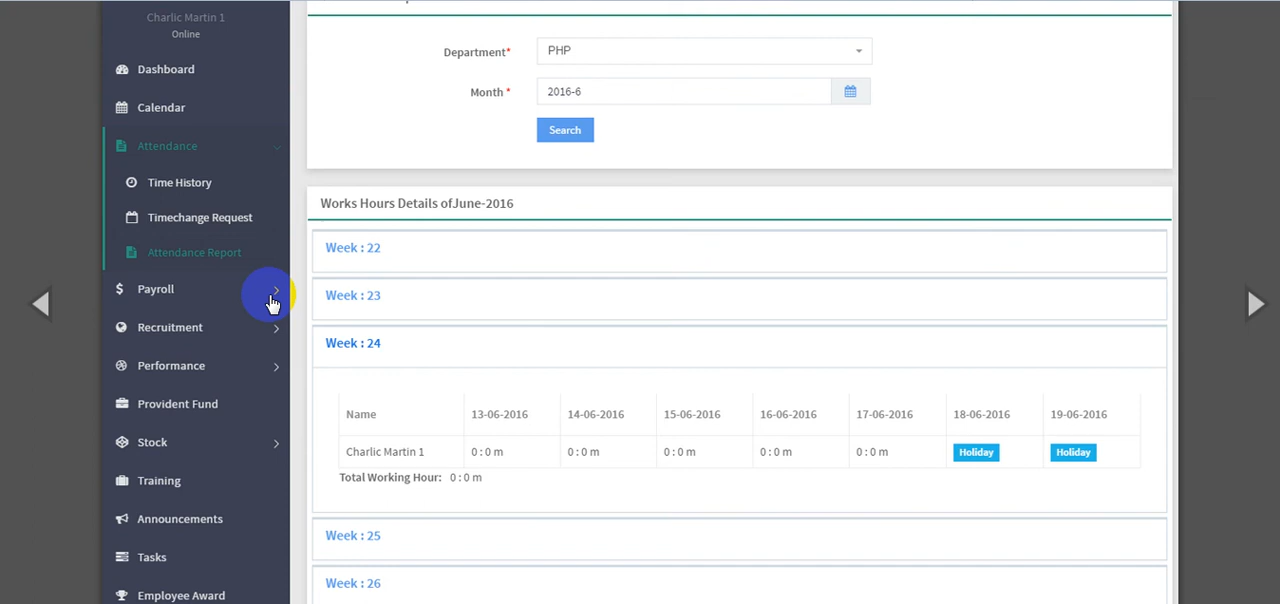 Charlic Martin 1
Online
Dashboard
Calendar
Attendance
Time History
Timechange Request
Attendance Report
Payroll
Recruitment
Performance
Provident Fund
Stock
Training
Announcements
Tasks
Employee Award
Department* PHP
Month * 2016-6
Search
Works Hours Details ofJune-2016
Week : 22
Week : 23
Week : 24
Name 13-06-2016 14-06-2016 15-06-2016 16-06-2016 17-06-2016 18-06-2016 19-06-2016
Charlic Martin 1 0 : 0 m 0 : 0 m 0 : 0 m 0 : 0 m 0 : 0 m Holiday Holiday
Total Working Hour: 0 : 0 m
Week : 25
Week : 26